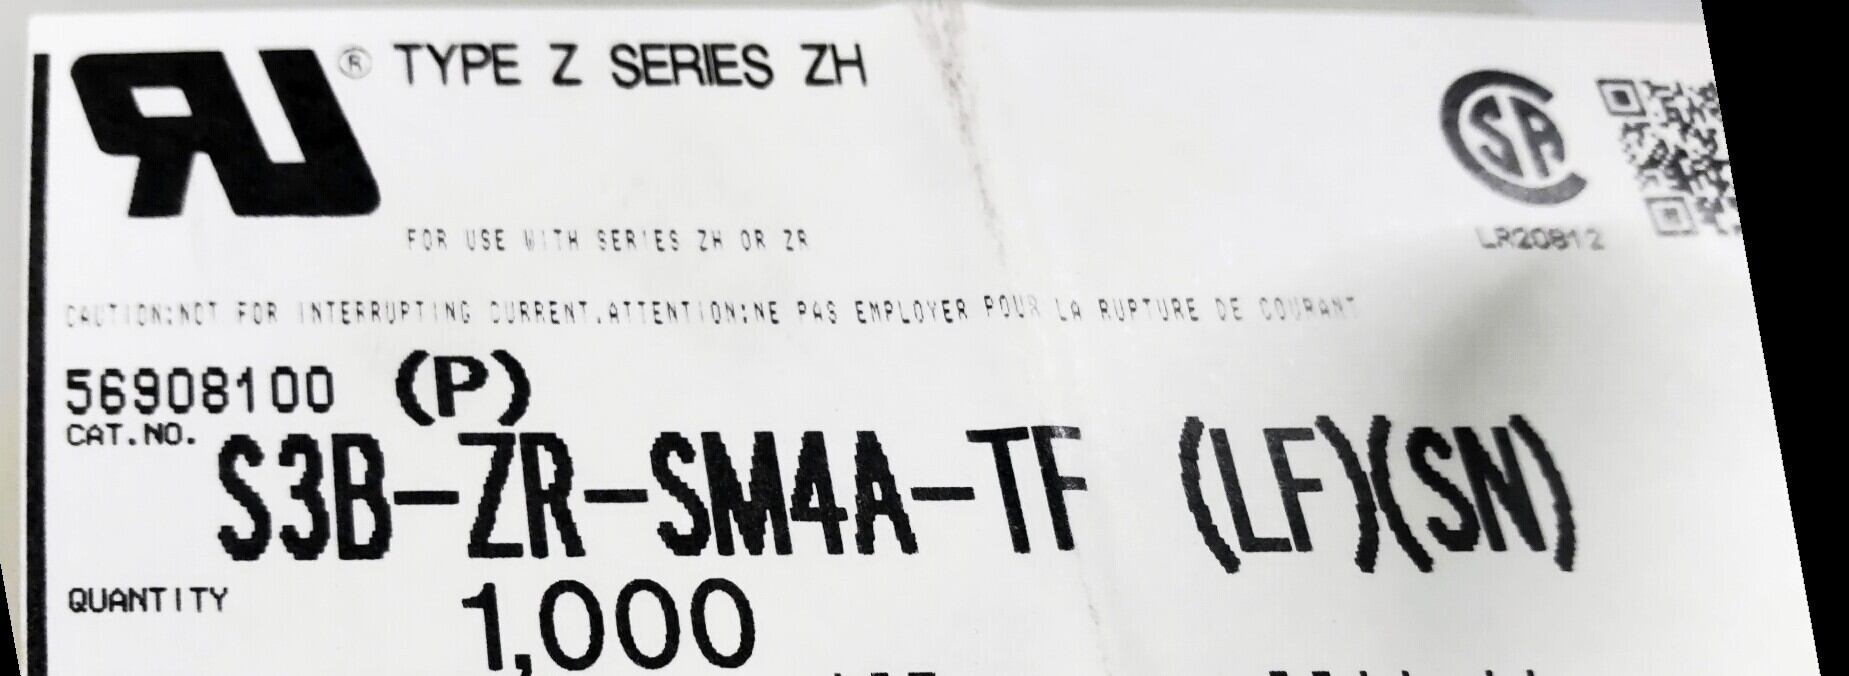 ® TYPE Z SERIES ZH
FOR USE WITH SERIES ZH OR ZR
LR20812
CAUTION:NOT FOR INTERRUPTING CURRENT.ATTENTION:NE PAS EMPLOYER POUR LA RUPTURE DE COURANT
56908100 (P)
CAT.NO. S3B-ZR-SM4A-TF (LF)(SN)
QUANTITY 1,000